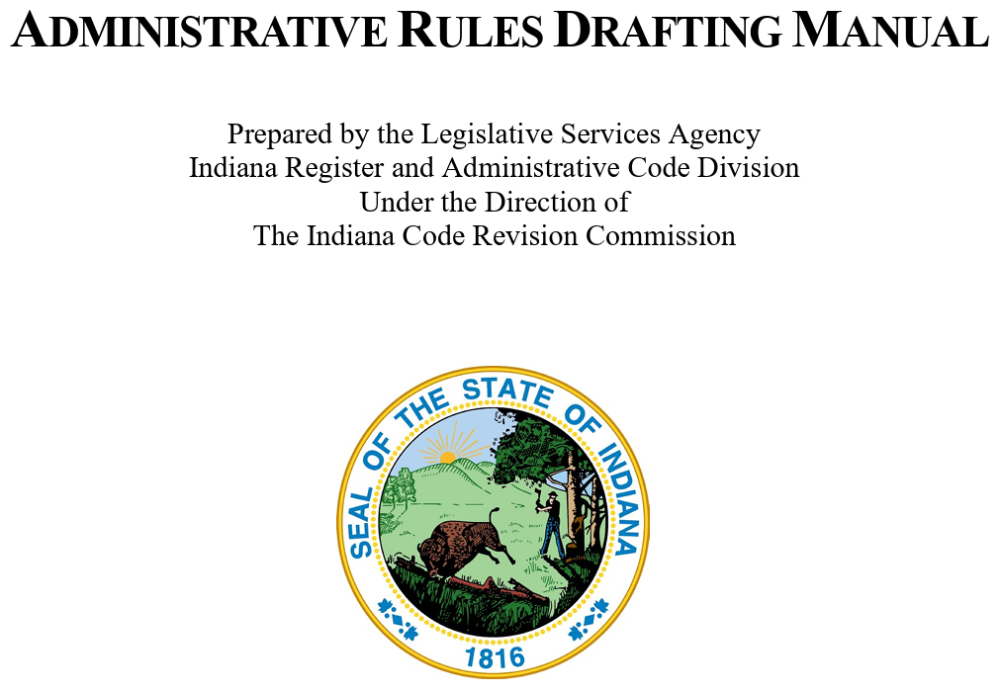 ADMINISTRATIVE RULES DRAFTING MANUAL
Prepared by the Legislative Services Agency
Indiana Register and Administrative Code Division
Under the Direction of
The Indiana Code Revision Commission
SEAL OF THE STATE OF INDIANA
1816